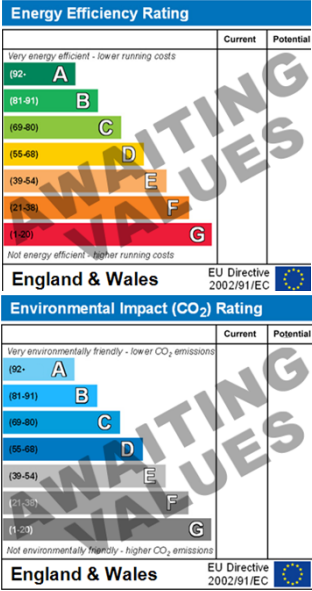 Energy Efficiency Rating
Current Potential
Very energy efficient - lower running costs
(92- A
(81-91) B
(69-80) C
(55-68) D
(39-54) E
(21-38) F
(1-20) G
Not energy efficient - higher running costs
AWAITING
VALUES
England & Wales
EU Directive
2002/91/EC
Environmental Impact (CO₂) Rating
Current Potential
Very environmentally friendly - lower CO₂ emissions
(92- A
(81-91) B
(69-80) C
(55-68) D
(39-54) E
(21-38) F
(1-20) G
Not environmentally friendly - higher CO₂ emissions
AWAITING
VALUES
England & Wales
EU Directive
2002/91/EC